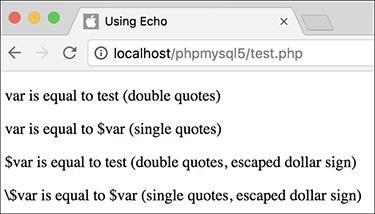 Using Echo
localhost/phpmysql5/test.php
var is equal to test (double quotes)
var is equal to $var (single quotes)
$var is equal to test (double quotes, escaped dollar sign)
\$var is equal to $var (single quotes, escaped dollar sign)